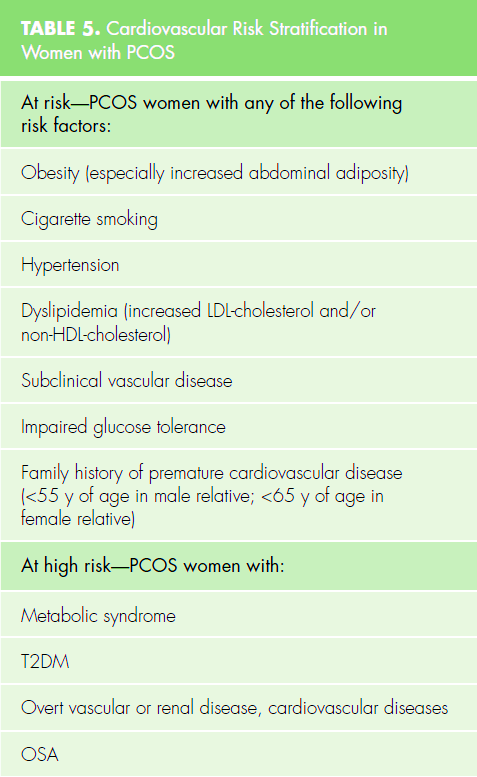 TABLE 5. Cardiovascular Risk Stratification in
Women with PCOS
At risk—PCOS women with any of the following
risk factors:
Obesity (especially increased abdominal adiposity)
Cigarette smoking
Hypertension
Dyslipidemia (increased LDL-cholesterol and/or
non-HDL-cholesterol)
Subclinical vascular disease
Impaired glucose tolerance
Family history of premature cardiovascular disease
(<55 y of age in male relative; <65 y of age in
female relative)
At high risk—PCOS women with:
Metabolic syndrome
T2DM
Overt vascular or renal disease, cardiovascular diseases
OSA